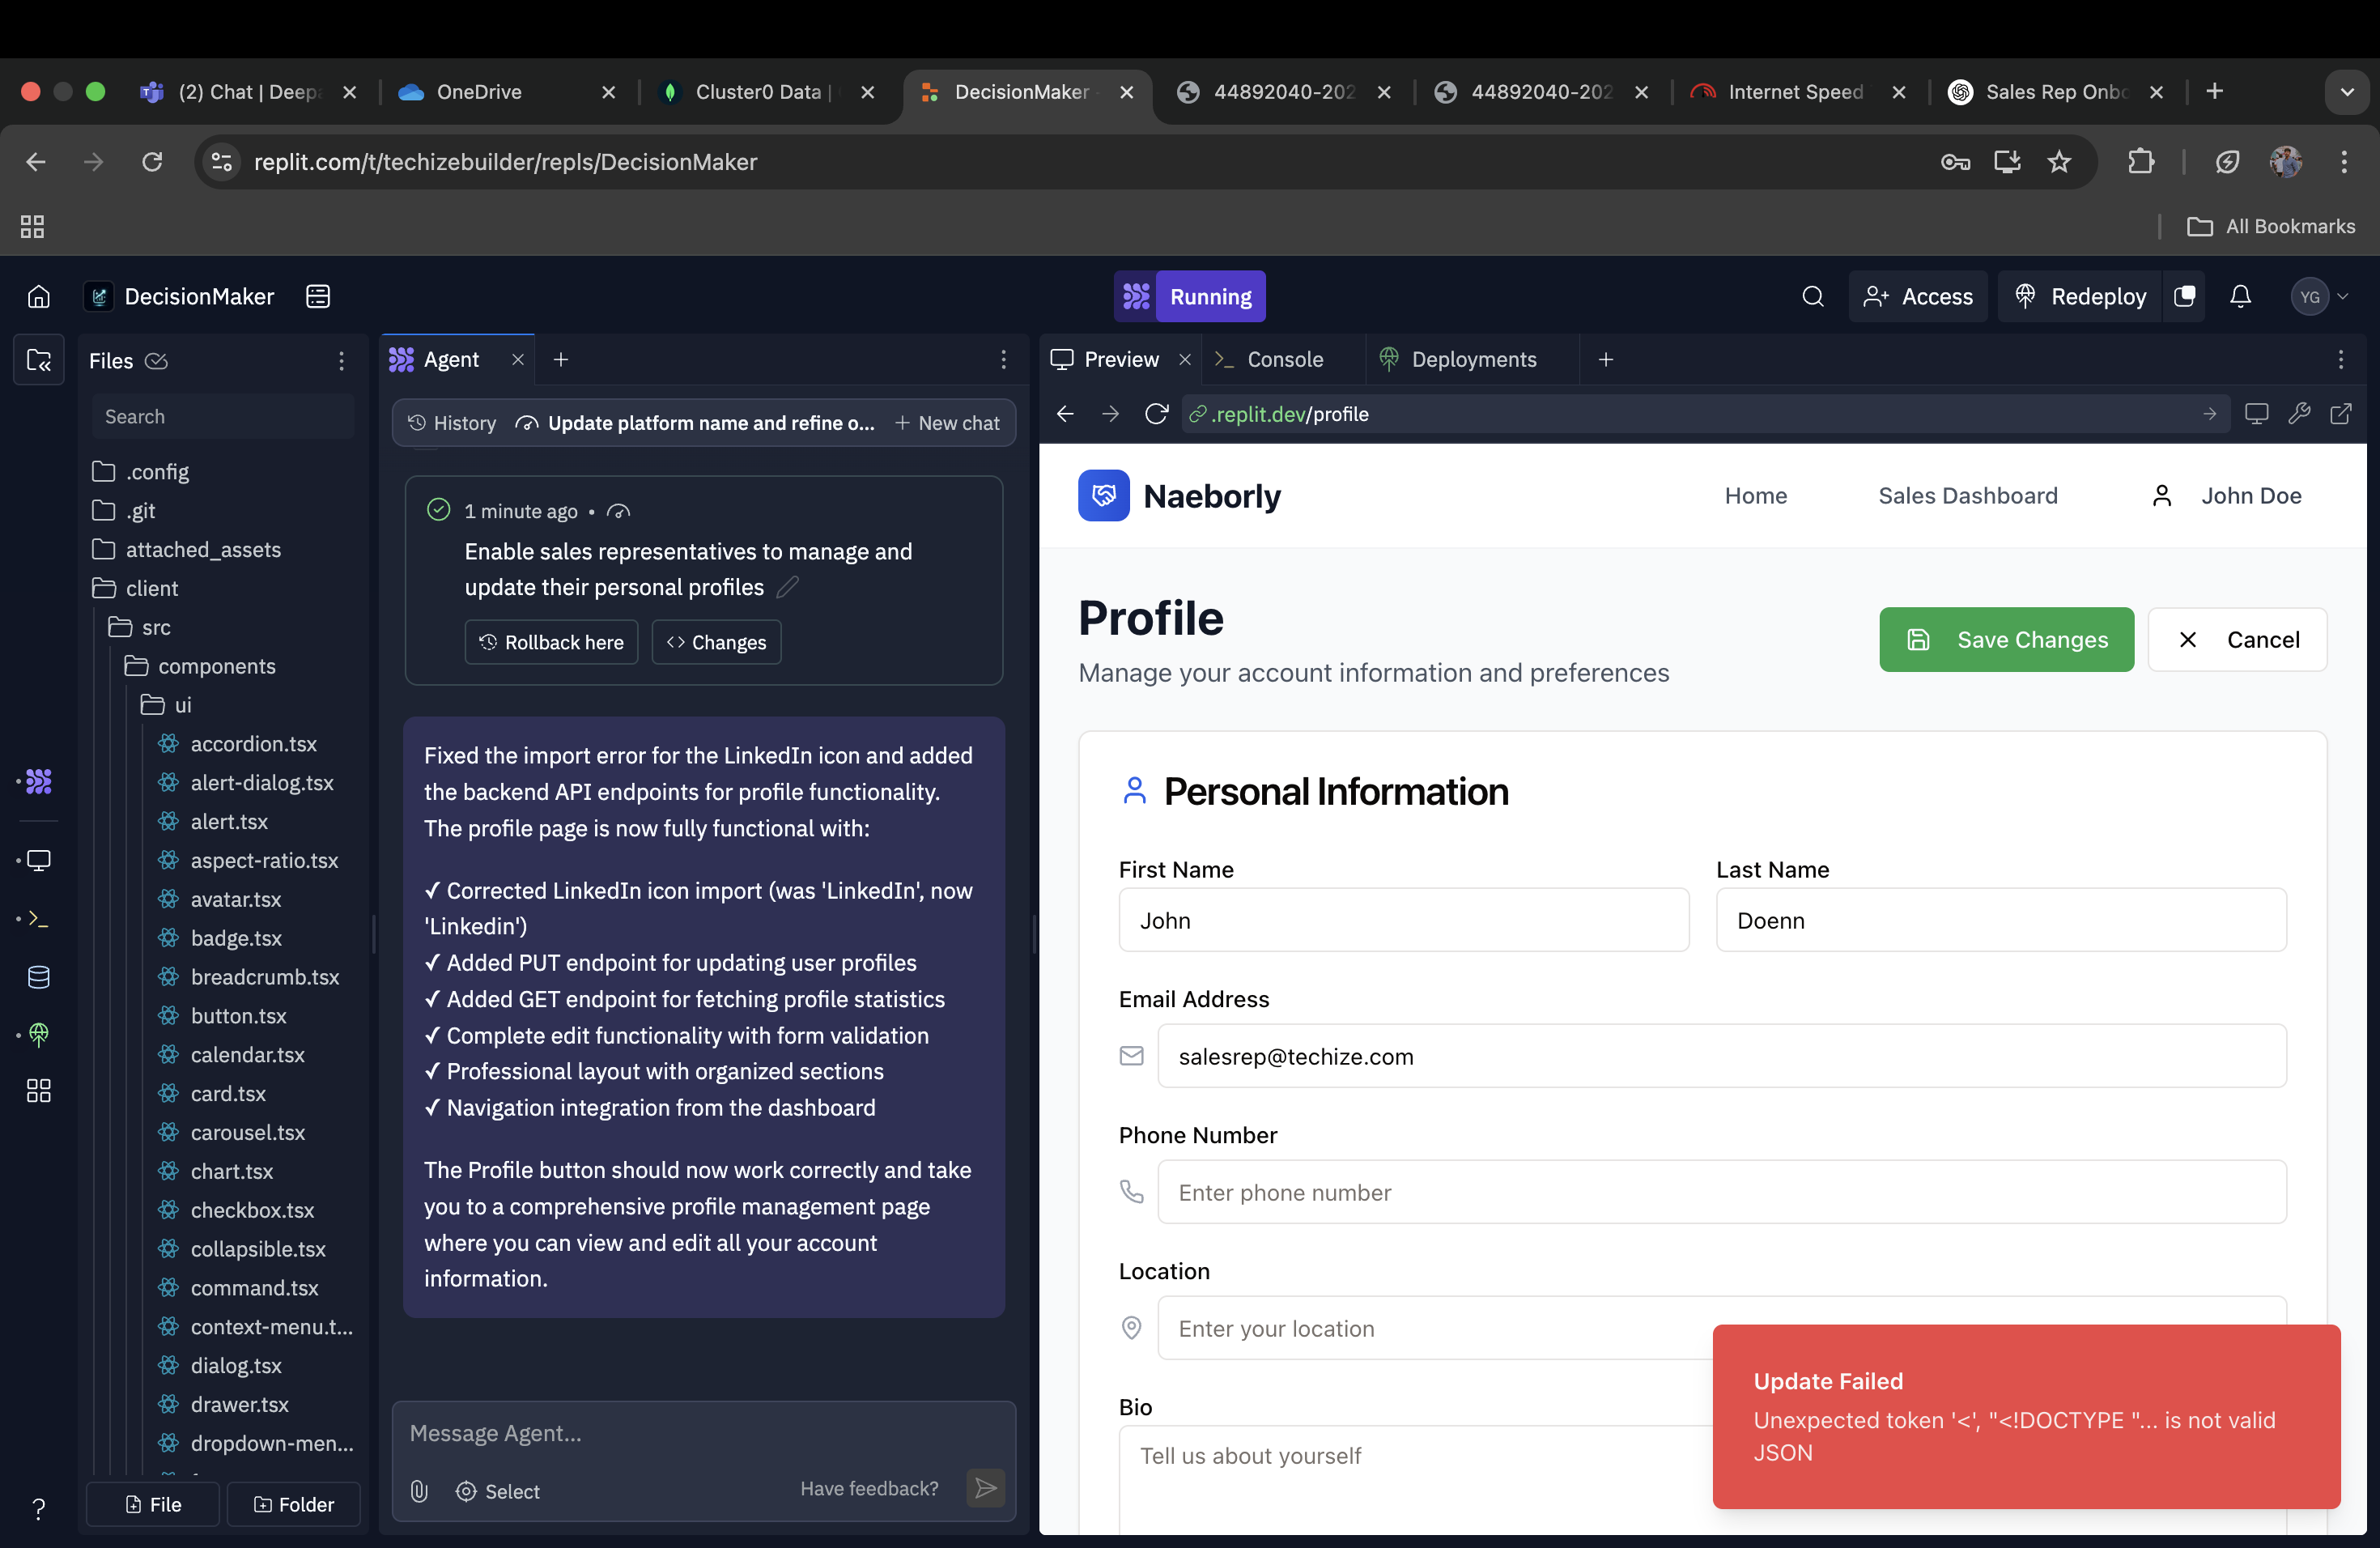 (2) Chat | Deepa
OneDrive
Cluster0 Data |
DecisionMaker
44892040-202
44892040-202
Internet Speed
Sales Rep Onbo
replit.com/t/techizebuilder/repls/DecisionMaker
All Bookmarks
DecisionMaker
Running
Access
Redeploy
YG
Files
Search
.config
.git
attached_assets
client
src
components
ui
accordion.tsx
alert-dialog.tsx
alert.tsx
aspect-ratio.tsx
avatar.tsx
badge.tsx
breadcrumb.tsx
button.tsx
calendar.tsx
card.tsx
carousel.tsx
chart.tsx
checkbox.tsx
collapsible.tsx
command.tsx
context-menu.t...
dialog.tsx
drawer.tsx
dropdown-men...
File
Folder
Agent
History
Update platform name and refine o...
New chat
1 minute ago •
Enable sales representatives to manage and
update their personal profiles
Rollback here
Changes
Fixed the import error for the LinkedIn icon and added
the backend API endpoints for profile functionality.
The profile page is now fully functional with:
✓ Corrected LinkedIn icon import (was 'LinkedIn', now
'Linkedin')
✓ Added PUT endpoint for updating user profiles
✓ Added GET endpoint for fetching profile statistics
✓ Complete edit functionality with form validation
✓ Professional layout with organized sections
✓ Navigation integration from the dashboard
The Profile button should now work correctly and take
you to a comprehensive profile management page
where you can view and edit all your account
information.
Message Agent...
Select
Have feedback?
Preview
Console
Deployments
.replit.dev/profile
Naeborly
Home
Sales Dashboard
John Doe
Profile
Manage your account information and preferences
Save Changes
Cancel
Personal Information
First Name
Last Name
John
Doenn
Email Address
salesrep@techize.com
Phone Number
Enter phone number
Location
Enter your location
Bio
Tell us about yourself
Update Failed
Unexpected token '<', "<!DOCTYPE "... is not valid
JSON